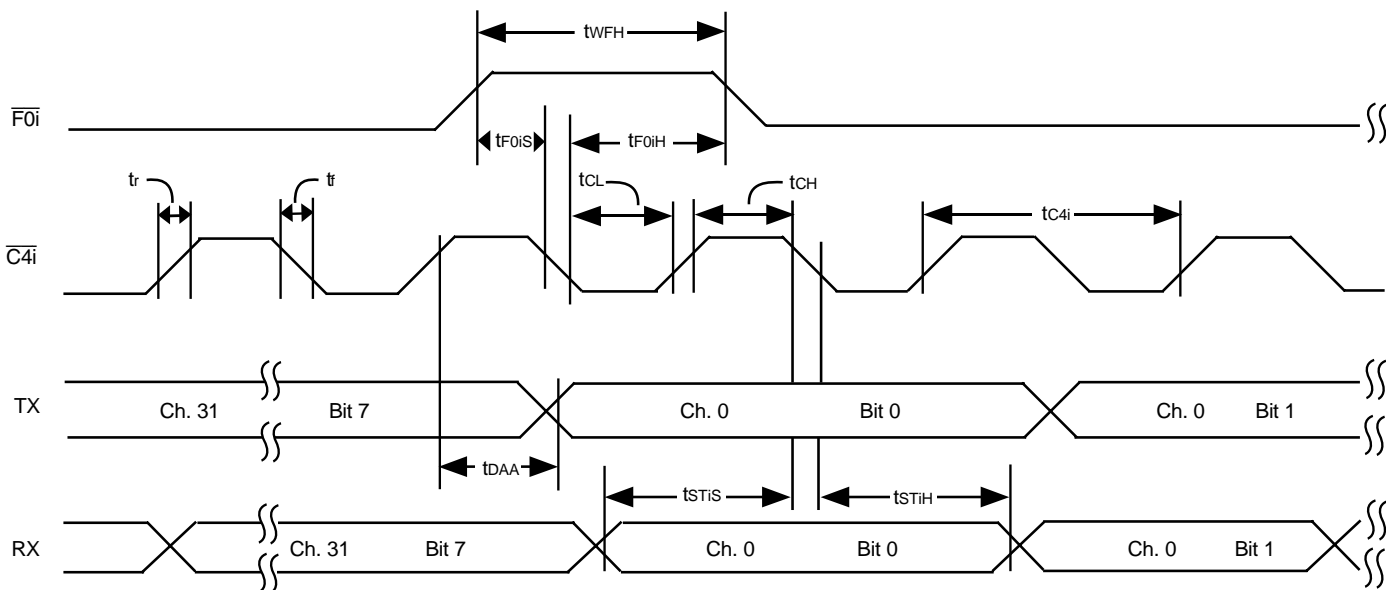 tWFH
F0i
tF0iS
tF0iH
tr
tf
tCL
tCH
tC4i
C4i
TX
Ch. 31 Bit 7
Ch. 0 Bit 0
Ch. 0 Bit 1
tDAA
tSTiS
tSTiH
RX
Ch. 31 Bit 7
Ch. 0 Bit 0
Ch. 0 Bit 1